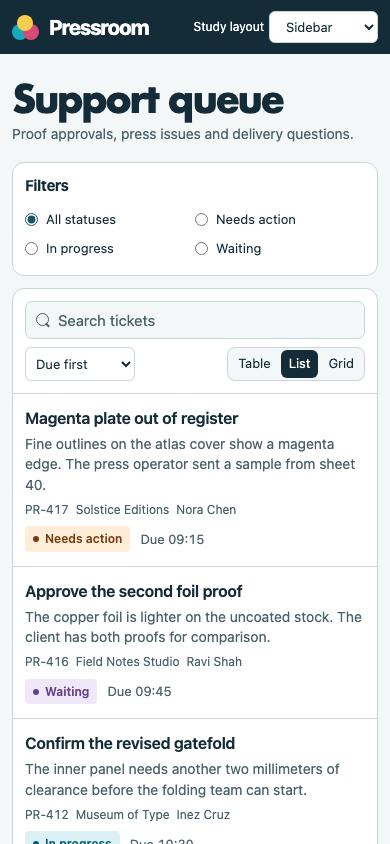 Pressroom
Study layout
Sidebar
Support queue
Proof approvals, press issues and delivery questions.
Filters
All statuses
Needs action
In progress
Waiting
Search tickets
Due first
Table
List
Grid
Magenta plate out of register
Fine outlines on the atlas cover show a magenta
edge. The press operator sent a sample from sheet
40.
PR-417 Solstice Editions Nora Chen
Needs action
Due 09:15
Approve the second foil proof
The copper foil is lighter on the uncoated stock. The
client has both proofs for comparison.
PR-416 Field Notes Studio Ravi Shah
Waiting
Due 09:45
Confirm the revised gatefold
The inner panel needs another two millimeters of
clearance before the folding team can start.
PR-412 Museum of Type Inez Cruz
In progress
Due 10:30